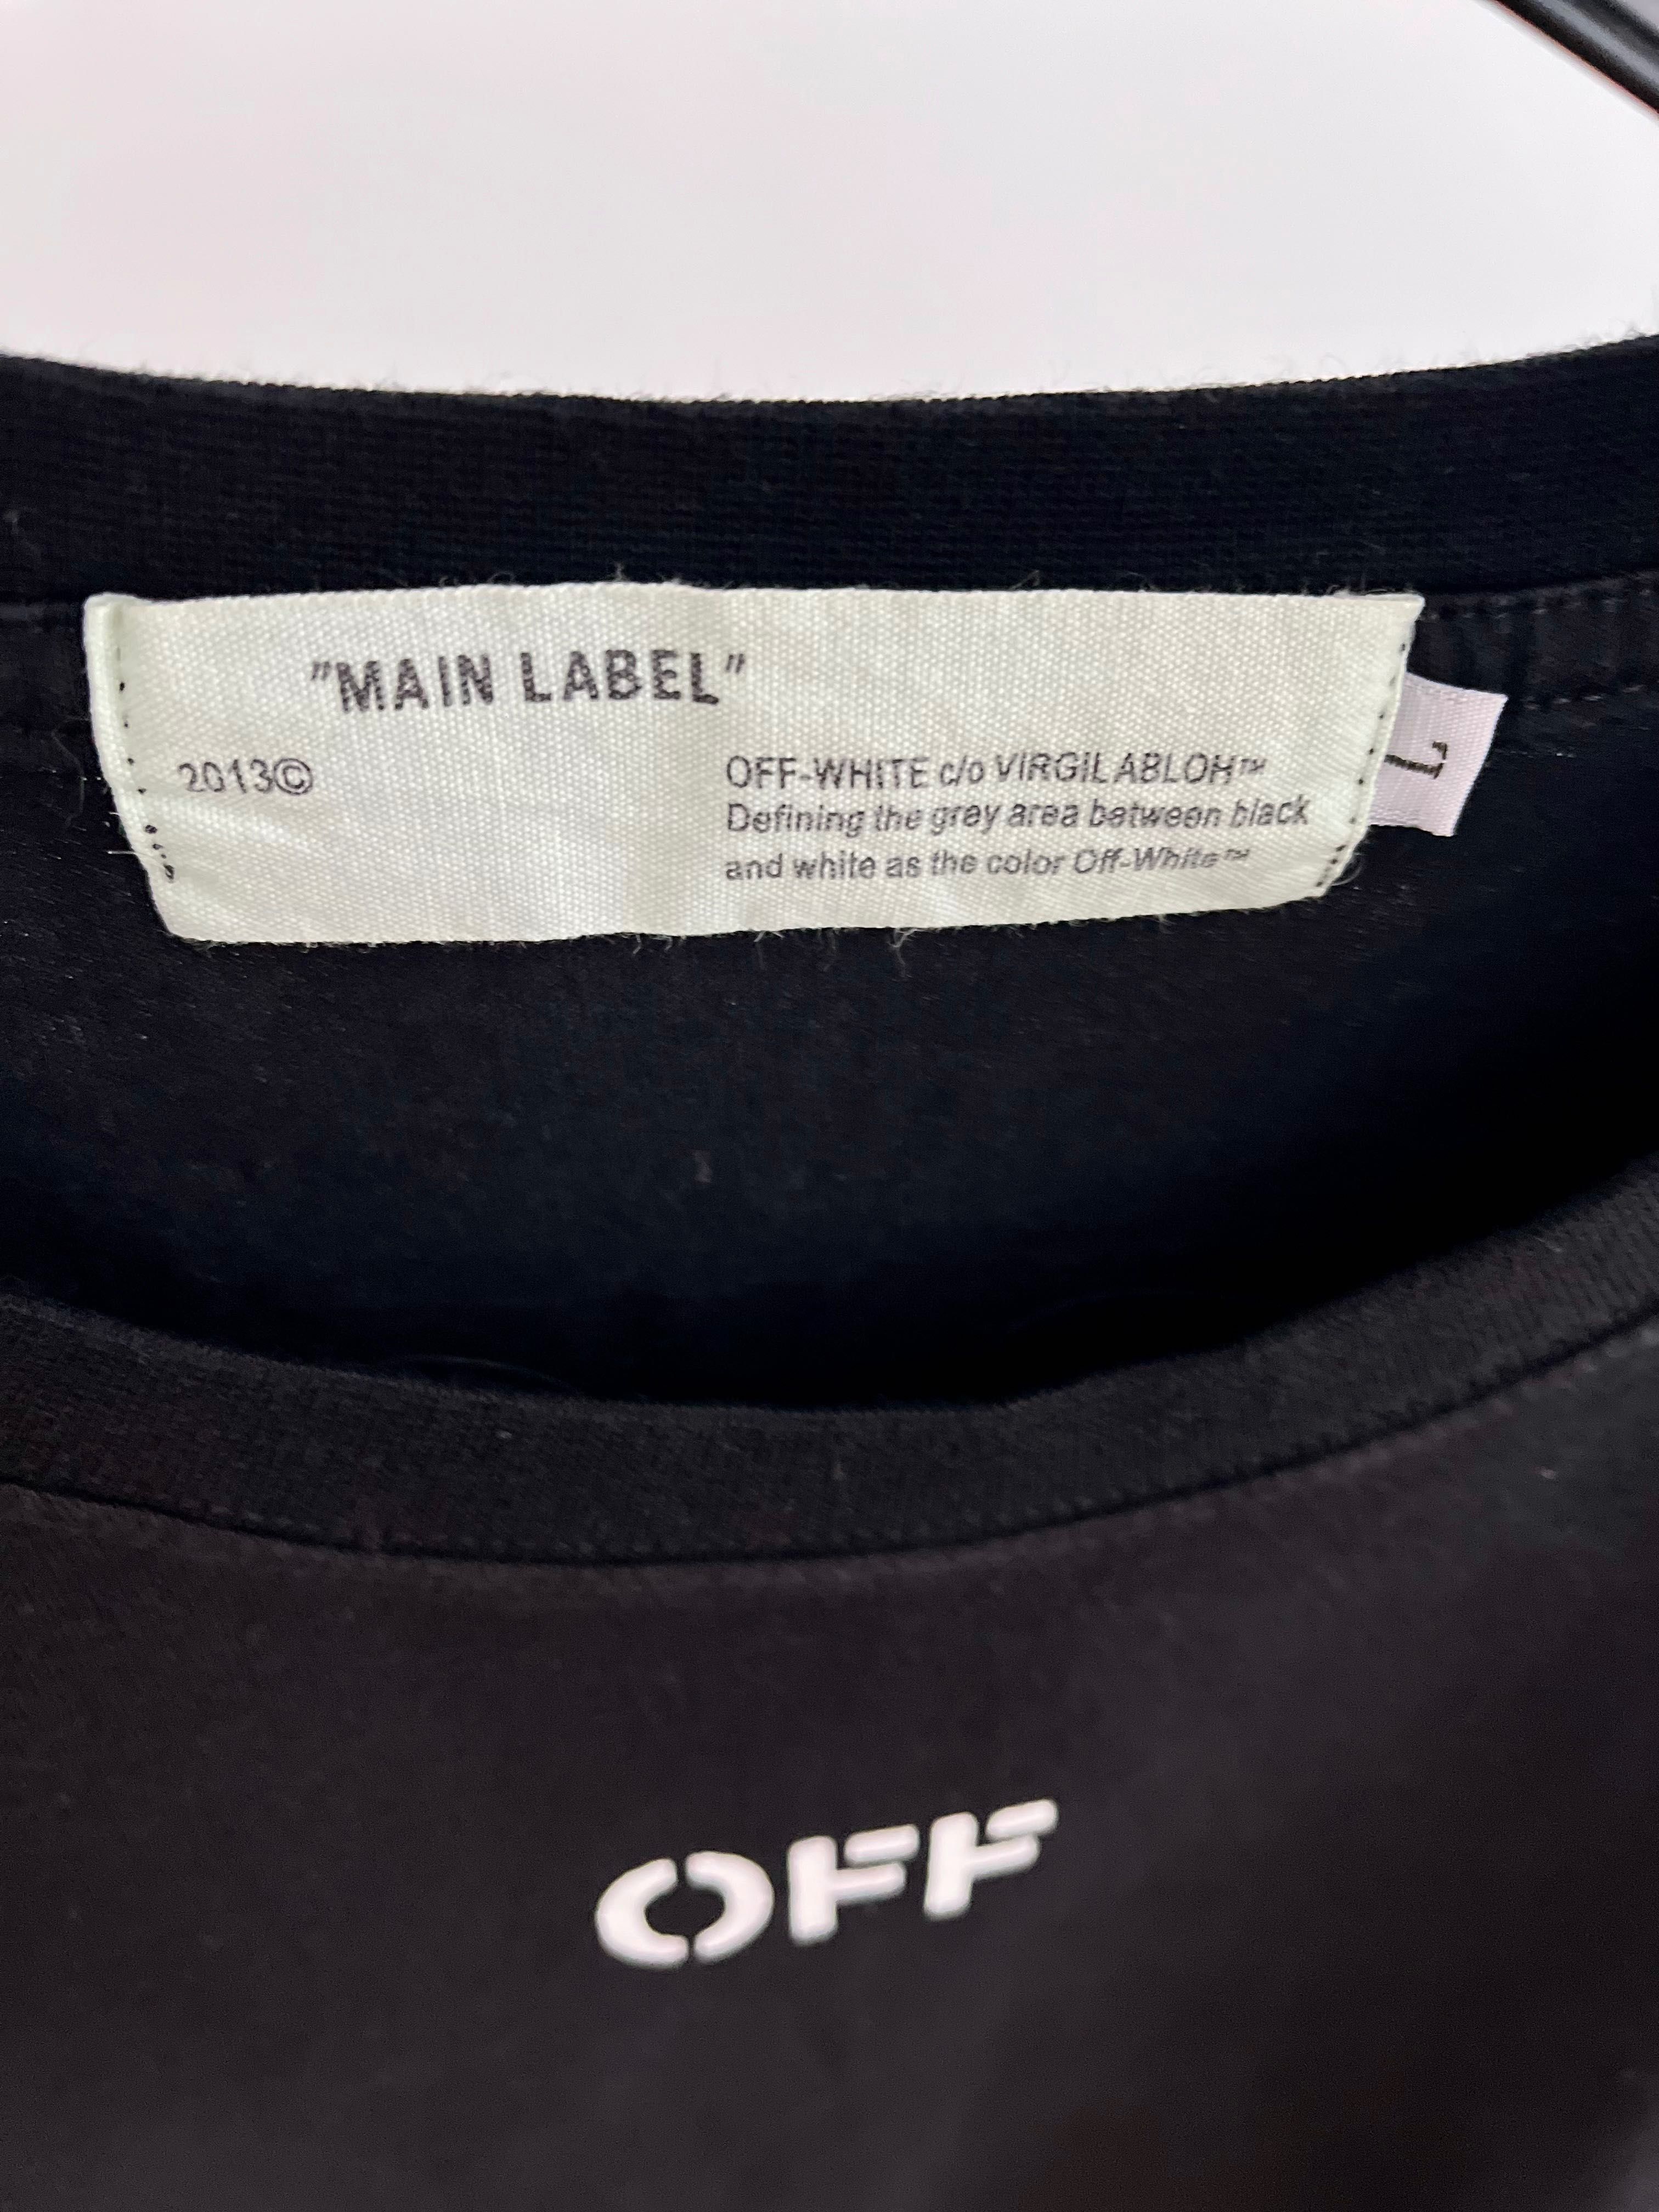 "MAIN LABEL"
2013©
OFF-WHITE c/o VIRGIL ABLOH™
Defining the grey area between black
and white as the color Off-White™
L
OFF